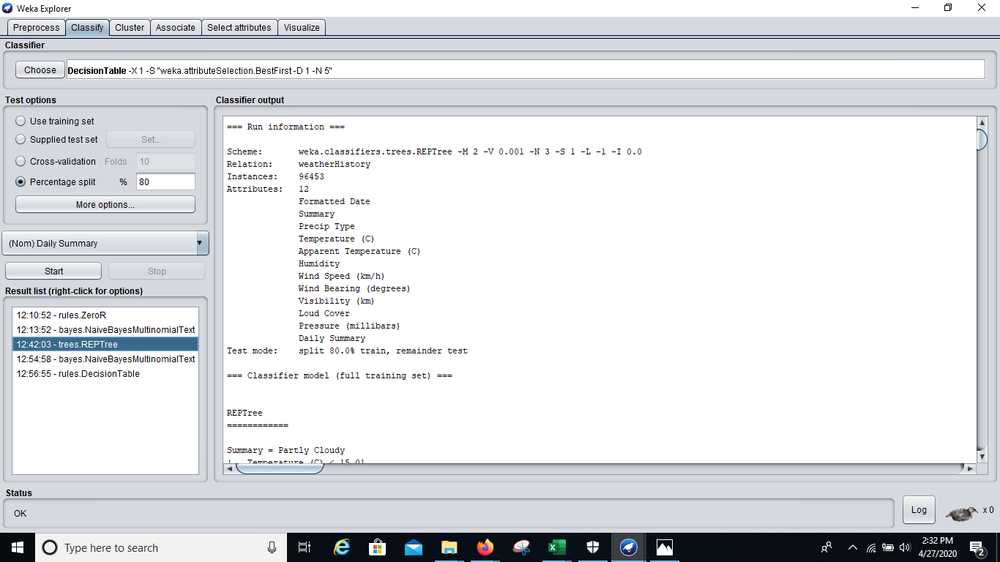 Weka Explorer
Preprocess Classify Cluster Associate Select attributes Visualize
Classifier
Choose DecisionTable -X 1 -S "weka.attributeSelection.BestFirst -D 1 -N 5"
Test options
Use training set
Supplied test set Set...
Cross-validation Folds 10
Percentage split % 80
More options...
(Nom) Daily Summary
Start Stop
Result list (right-click for options)
12:10:52 - rules.ZeroR
12:13:52 - bayes.NaiveBayesMultinomialText
12:42:03 - trees.REPTree
12:54:58 - bayes.NaiveBayesMultinomialText
12:56:55 - rules.DecisionTable
Classifier output
=== Run information ===
Scheme: weka.classifiers.trees.REPTree -M 2 -V 0.001 -N 3 -S 1 -L -1 -I 0.0
Relation: weatherHistory
Instances: 96453
Attributes: 12
Formatted Date
Summary
Precip Type
Temperature (C)
Apparent Temperature (C)
Humidity
Wind Speed (km/h)
Wind Bearing (degrees)
Visibility (km)
Loud Cover
Pressure (millibars)
Daily Summary
Test mode: split 80.0% train, remainder test
=== Classifier model (full training set) ===
REPTree
============
Summary = Partly Cloudy
| Temperature (C) < 15.01
Status
OK
Log x 0
Type here to search
2:32 PM
4/27/2020
2